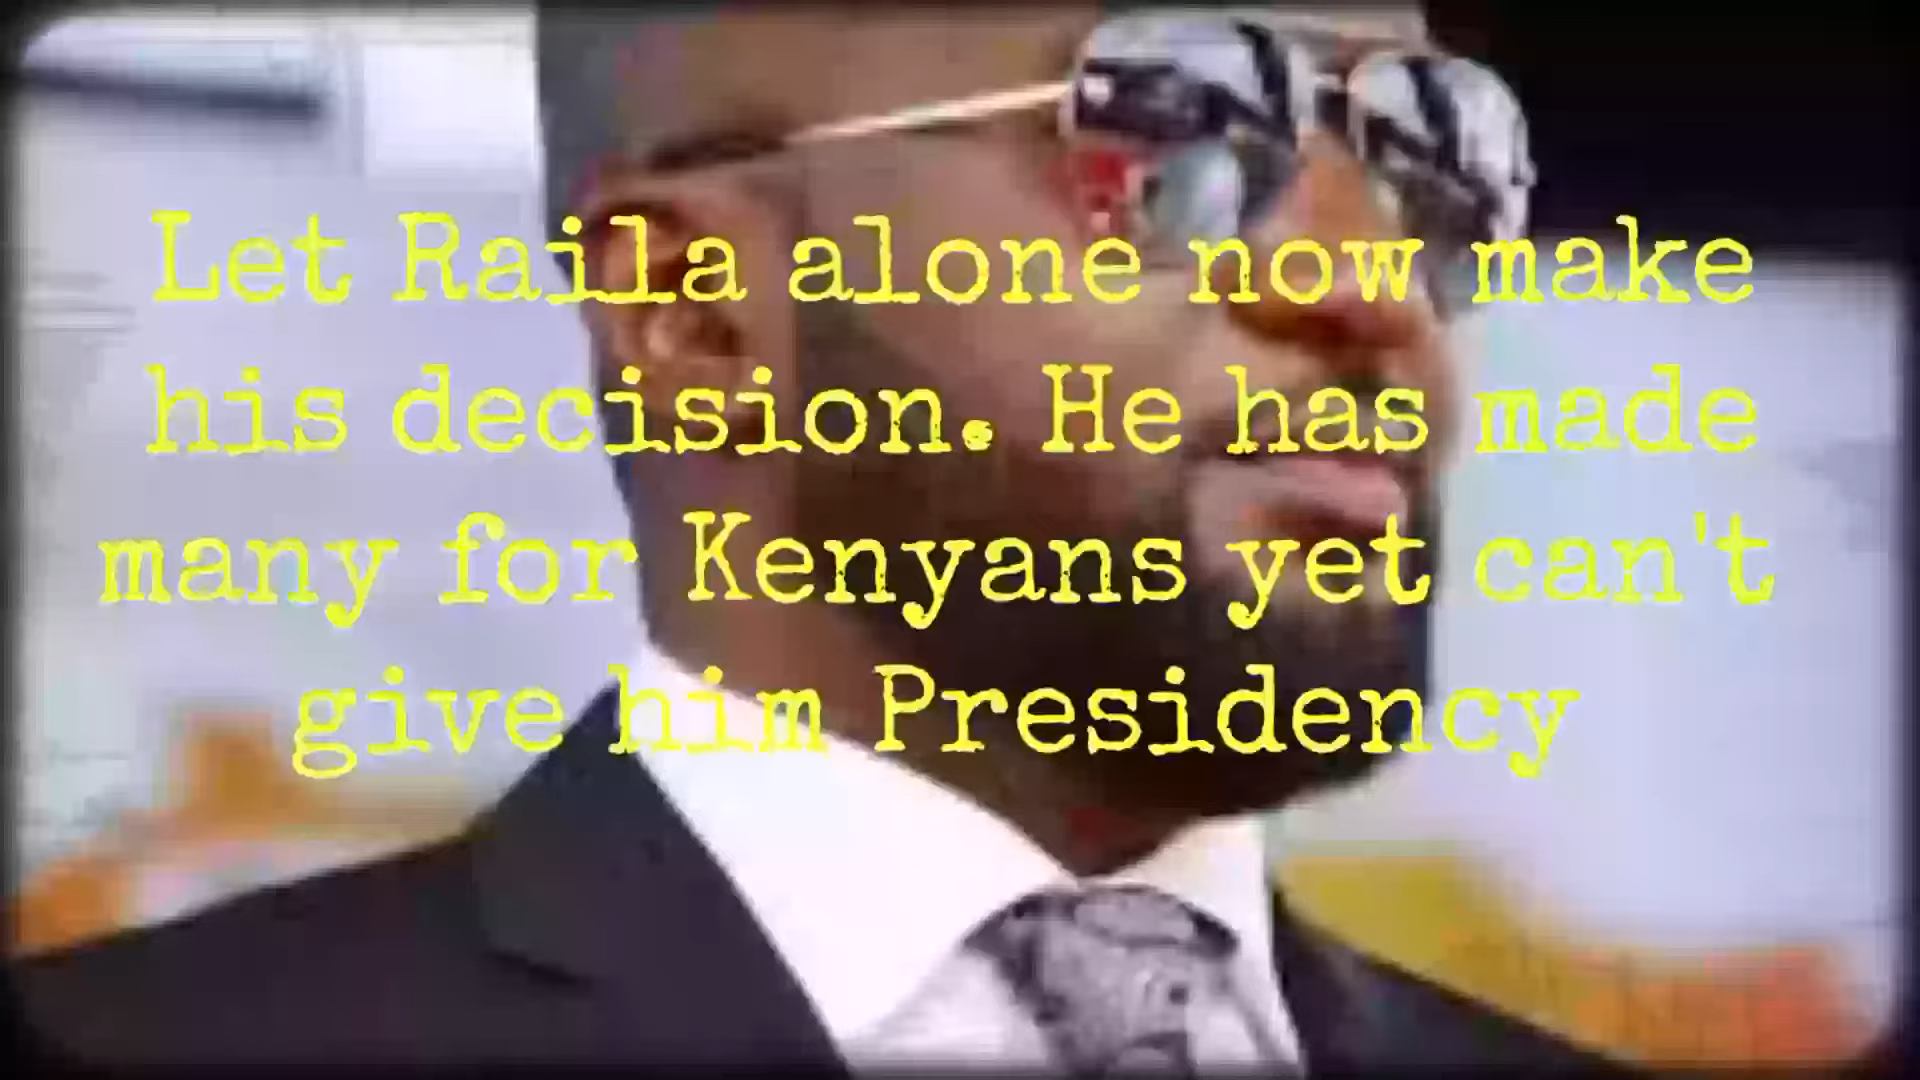 Let Raila alone now make
his decision. He has made
many for Kenyans yet can't
give him Presidency